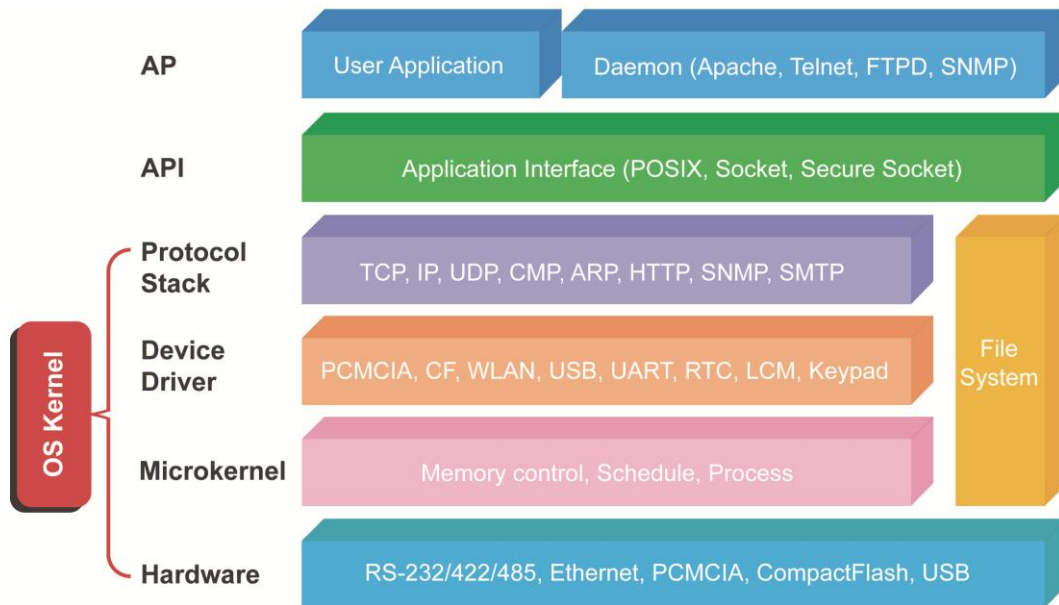 AP
User Application
Daemon (Apache, Telnet, FTPD, SNMP)
API
Application Interface (POSIX, Socket, Secure Socket)
OS Kernel
Protocol
Stack
TCP, IP, UDP, CMP, ARP, HTTP, SNMP, SMTP
Device
Driver
PCMCIA, CF, WLAN, USB, UART, RTC, LCM, Keypad
File
System
Microkernel
Memory control, Schedule, Process
Hardware
RS-232/422/485, Ethernet, PCMCIA, CompactFlash, USB